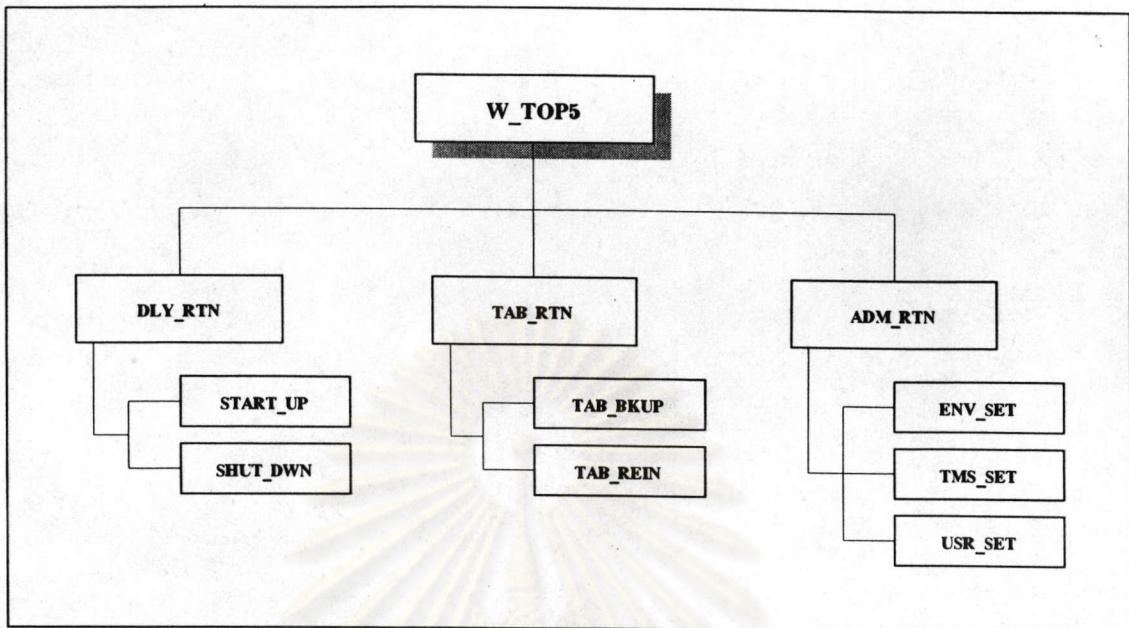 W_TOP5
DLY_RTN
TAB_RTN
ADM_RTN
START_UP
SHUT_DWN
TAB_BKUP
TAB_REIN
ENV_SET
TMS_SET
USR_SET